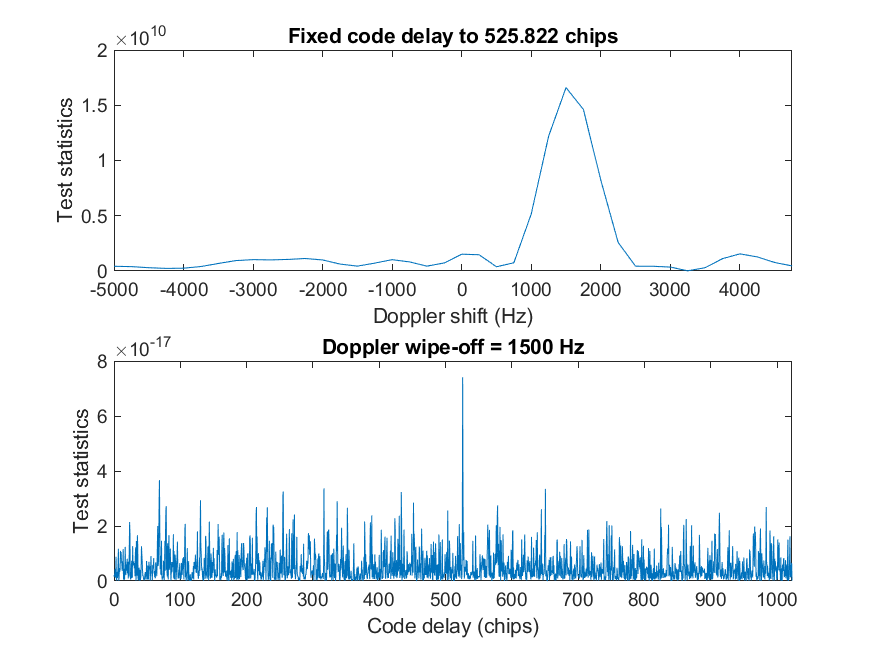 ×10^10
Fixed code delay to 525.822 chips
2
1.5
1
0.5
0
Test statistics
-5000 -4000 -3000 -2000 -1000 0 1000 2000 3000 4000
Doppler shift (Hz)
×10^-17
Doppler wipe-off = 1500 Hz
8
6
4
2
0
Test statistics
0 100 200 300 400 500 600 700 800 900 1000
Code delay (chips)